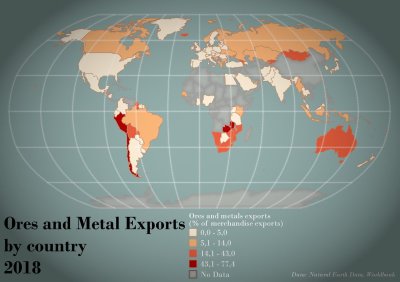 Ores and Metal Exports
by country
2018
Ores and metals exports
(% of merchandise exports)
0,0 - 5,0
5,1 - 14,0
14,1 - 43,0
43,1 - 77,4
No Data
Data: Natural Earth Data, Worldbank